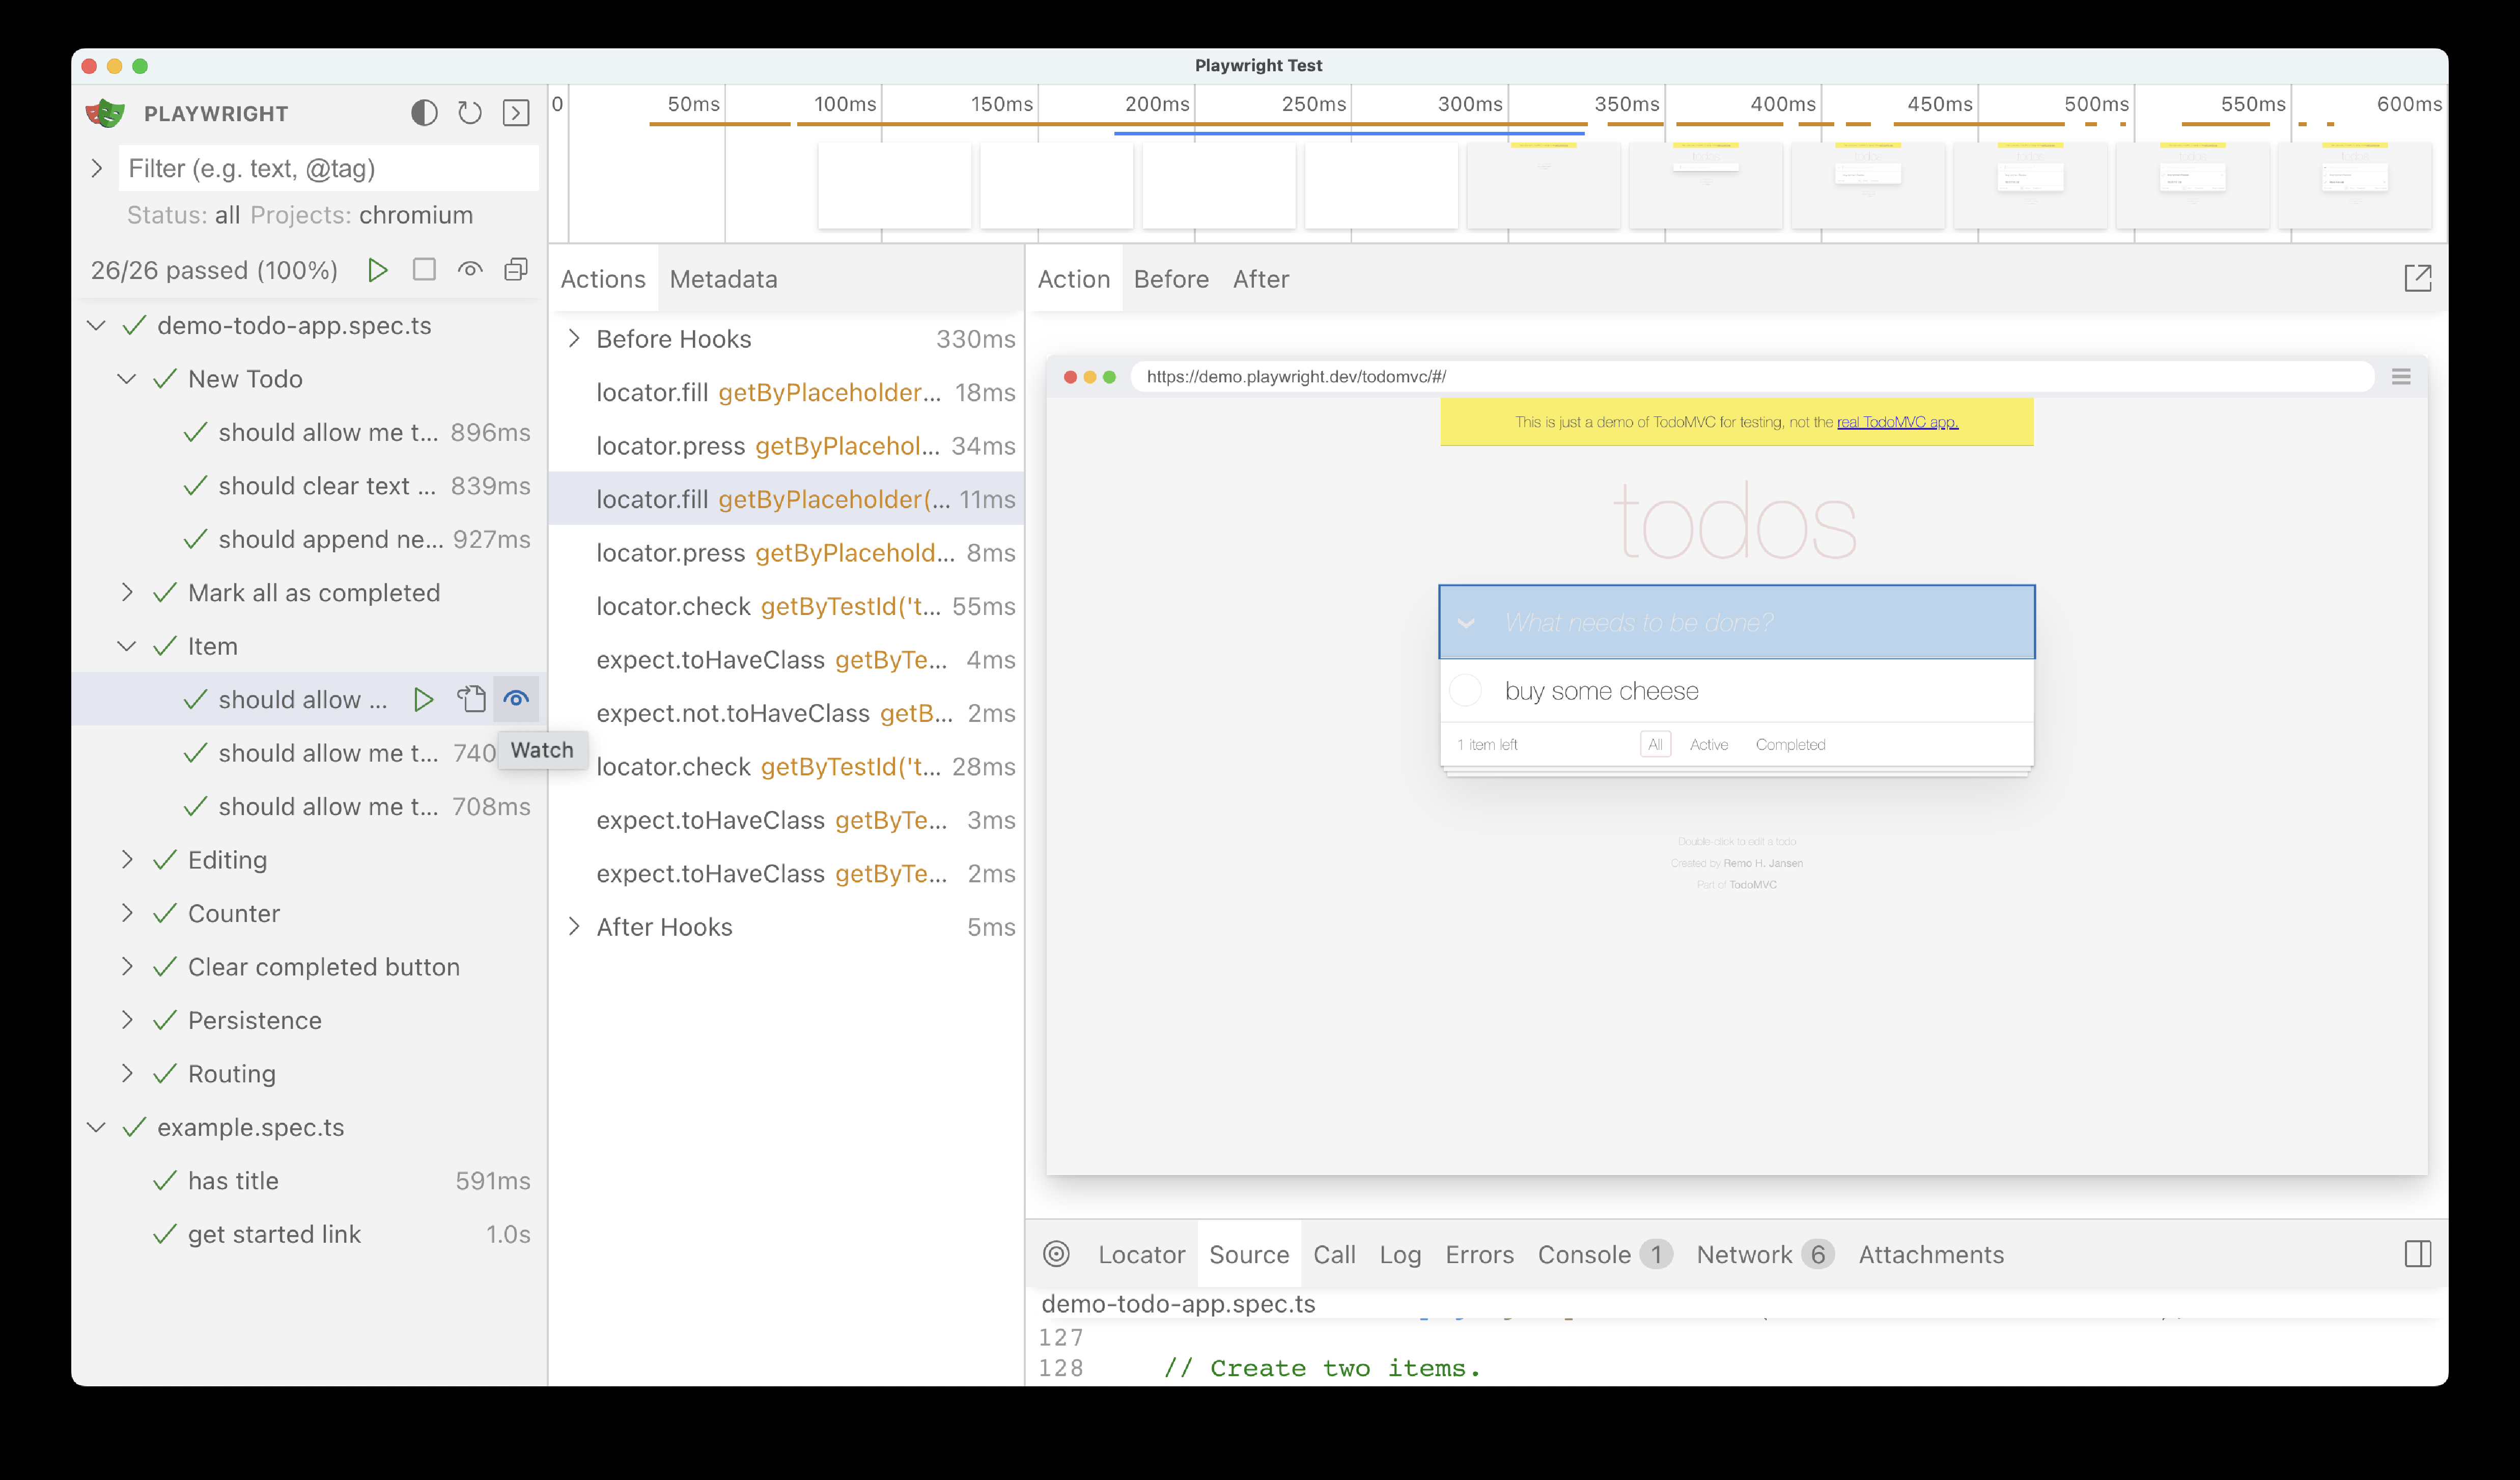 Playwright Test
PLAYWRIGHT
Filter (e.g. text, @tag)
Status: all Projects: chromium
26/26 passed (100%)
demo-todo-app.spec.ts
New Todo
should allow me t... 896ms
should clear text ... 839ms
should append ne... 927ms
Mark all as completed
Item
should allow ...
should allow me t... 740
Watch
should allow me t... 708ms
Editing
Counter
Clear completed button
Persistence
Routing
example.spec.ts
has title 591ms
get started link 1.0s
0 50ms 100ms 150ms 200ms 250ms 300ms 350ms 400ms 450ms 500ms 550ms 600ms
Actions Metadata
Before Hooks 330ms
locator.fill getByPlaceholder... 18ms
locator.press getByPlacehol... 34ms
locator.fill getByPlaceholder(... 11ms
locator.press getByPlacehold... 8ms
locator.check getByTestId('t... 55ms
expect.toHaveClass getByTe... 4ms
expect.not.toHaveClass getB... 2ms
locator.check getByTestId('t... 28ms
expect.toHaveClass getByTe... 3ms
expect.toHaveClass getByTe... 2ms
After Hooks 5ms
Action Before After
https://demo.playwright.dev/todomvc/#/
This is just a demo of TodoMVC for testing, not the real TodoMVC app.
todos
What needs to be done?
buy some cheese
1 item left All Active Completed
Double-click to edit a todo
Created by Remo H. Jansen
Part of TodoMVC
Locator Source Call Log Errors Console 1 Network 6 Attachments
demo-todo-app.spec.ts
127
128 // Create two items.